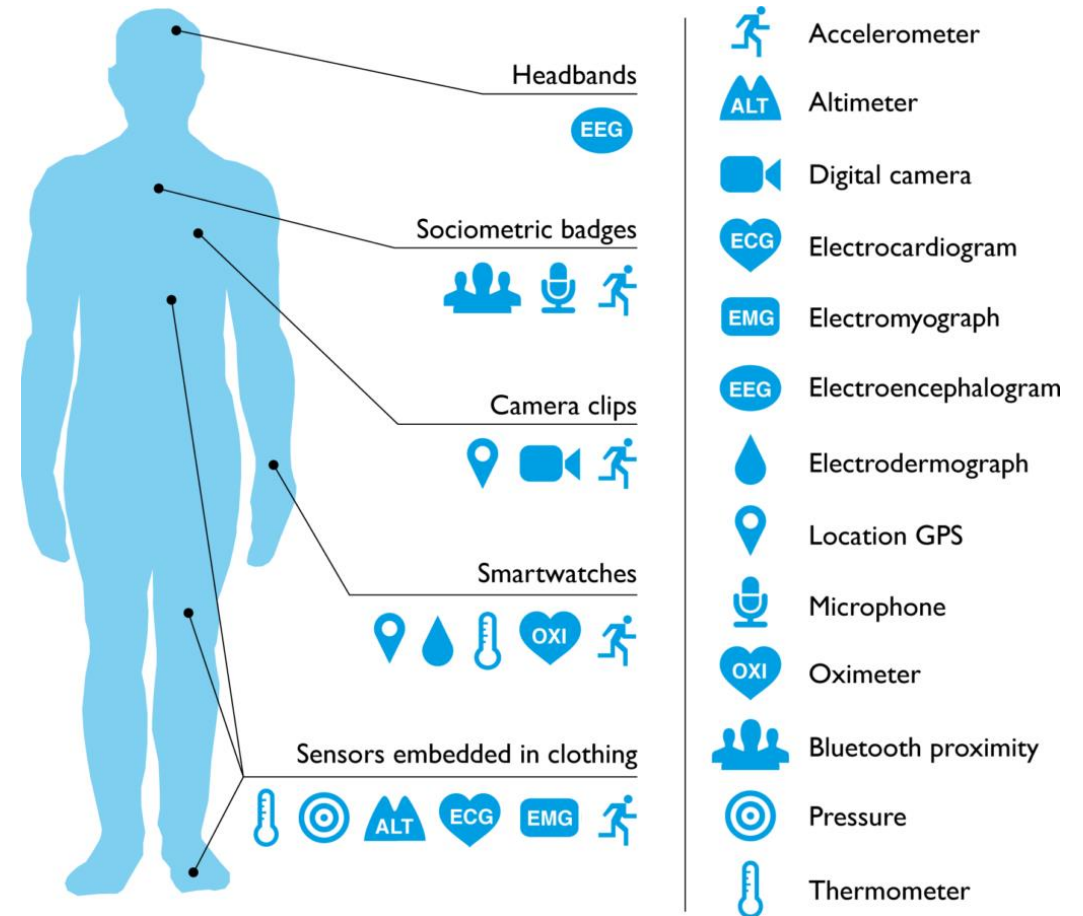 Headbands
EEG
Sociometric badges
Camera clips
Smartwatches
OXI
Sensors embedded in clothing
ALT
ECG
EMG
Accelerometer
ALT
Altimeter
Digital camera
ECG
Electrocardiogram
EMG
Electromyograph
EEG
Electroencephalogram
Electrodermograph
Location GPS
Microphone
OXI
Oximeter
Bluetooth proximity
Pressure
Thermometer